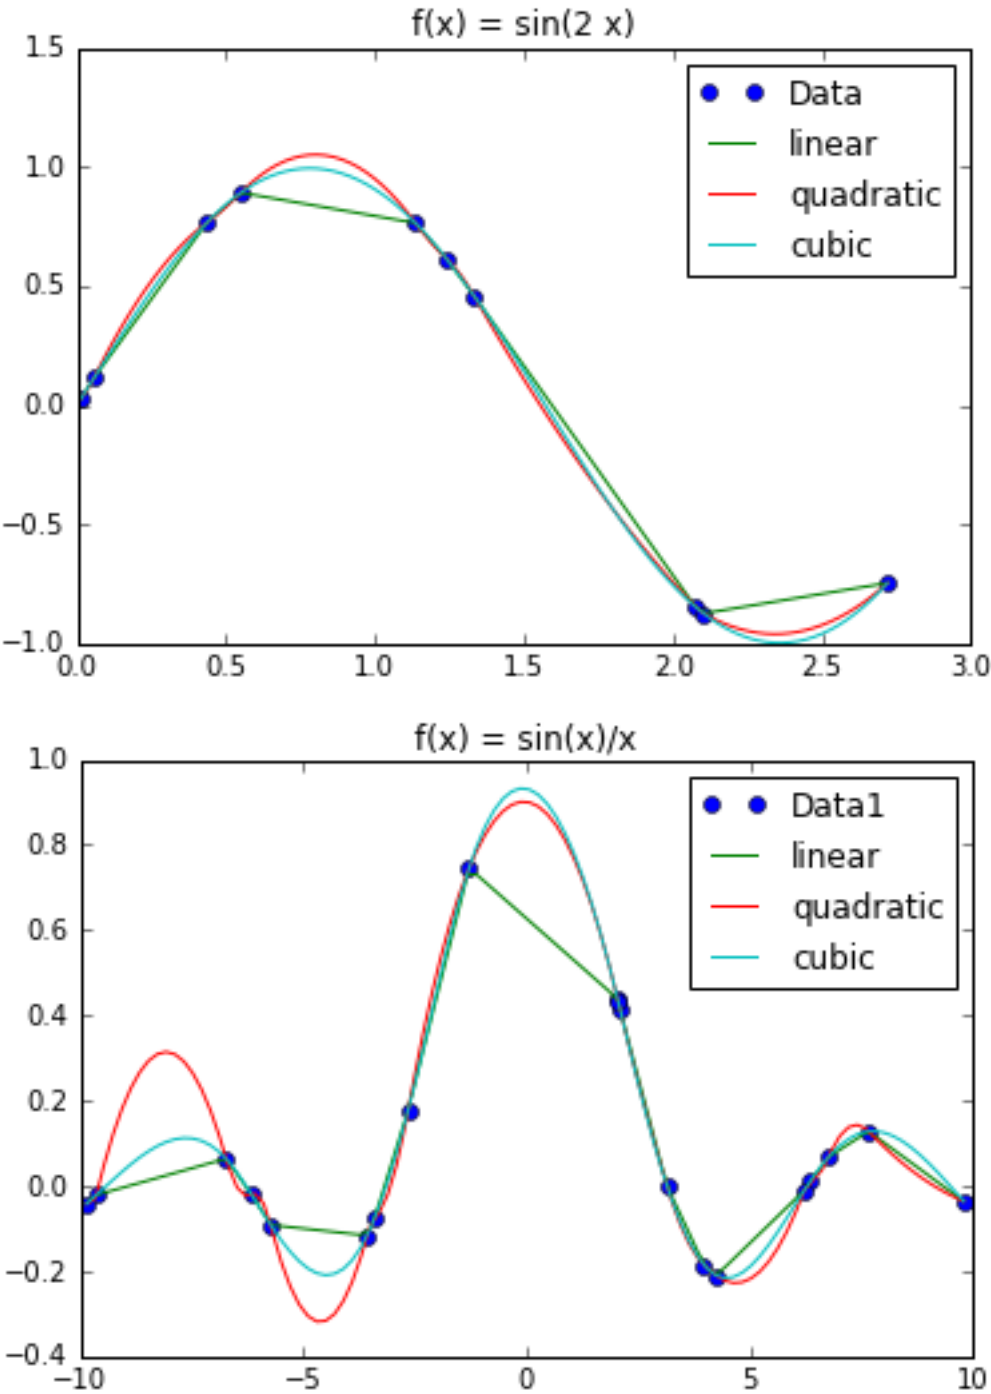 f(x) = sin(2 x)
1.5
1.0
0.5
0.0
−0.5
−1.0
0.0 0.5 1.0 1.5 2.0 2.5 3.0
Data
linear
quadratic
cubic
f(x) = sin(x)/x
1.0
0.8
0.6
0.4
0.2
0.0
−0.2
−0.4
−10 −5 0 5 10
Data1
linear
quadratic
cubic